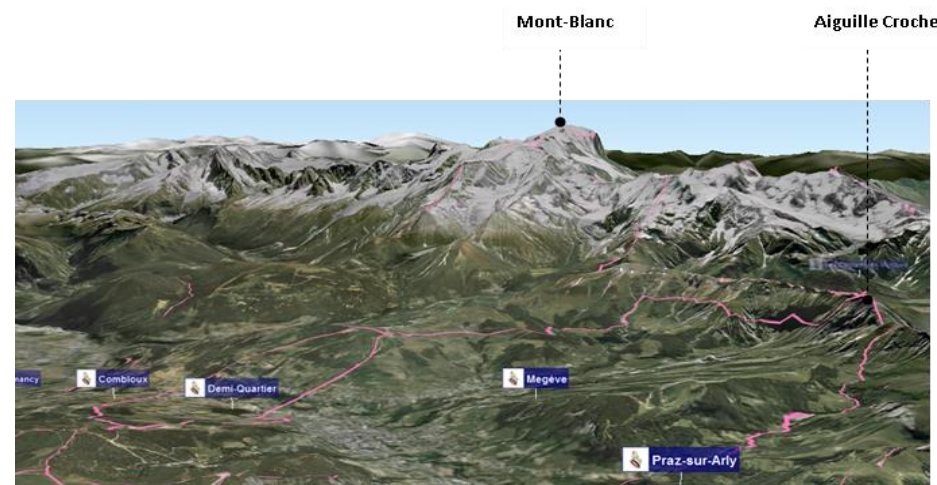 Mont-Blanc
Aiguille Croche
Combloux
Demi-Quartier
Megève
Praz-sur-Arly